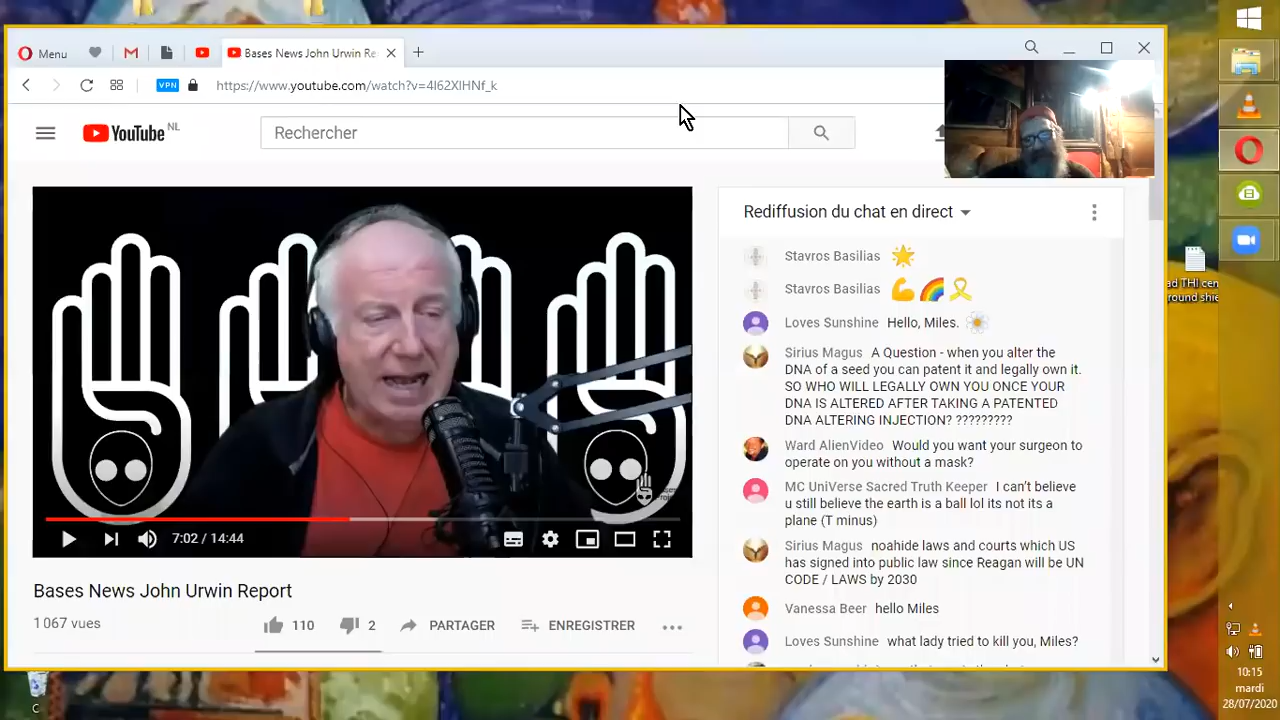 Menu
Bases News John Urwin Re
VPN
https://www.youtube.com/watch?v=4I62XIHNf_k
YouTube NL
Rechercher
Rediffusion du chat en direct
Stavros Basilias
Stavros Basilias
Loves Sunshine Hello, Miles.
Sirius Magus A Question - when you alter the
DNA of a seed you can patent it and legally own it.
SO WHO WILL LEGALLY OWN YOU ONCE YOUR
DNA IS ALTERED AFTER TAKING A PATENTED
DNA ALTERING INJECTION? ?????????
Ward AlienVideo Would you want your surgeon to
operate on you without a mask?
MC UniVerse Sacred Truth Keeper I can't believe
u still believe the earth is a ball lol its not its a
plane (T minus)
Sirius Magus noahide laws and courts which US
has signed into public law since Reagan will be UN
CODE / LAWS by 2030
Vanessa Beer hello Miles
Loves Sunshine what lady tried to kill you, Miles?
7:02 / 14:44
Bases News John Urwin Report
1 067 vues
110
2
PARTAGER
ENREGISTRER
ad THI cen
round shie
C
10:15
mardi
28/07/2020